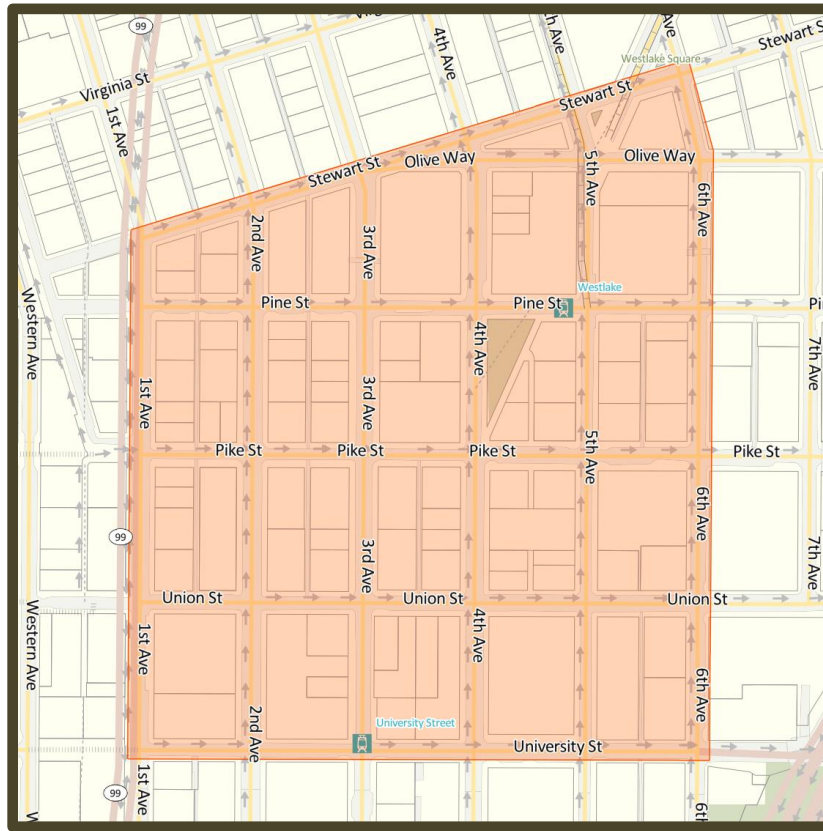 99
Ave
4th Ave
h Ave
Ave
Westlake Square
Stewart S
Virginia St
1st Ave
Stewart St
Stewart St
Olive Way
5th Ave
Olive Way
2nd Ave
3rd Ave
6th Ave
Western Ave
Pine St
Pine St
Westlake
Pi
4th Ave
7th Ave
1st Ave
3rd Ave
5th Ave
Pike St
Pike St
Pike St
Pike St
99
3rd Ave
6th Ave
7th Ave
Union St
Union St
Union St
Western Ave
1st Ave
4th Ave
6th Ave
2nd Ave
University Street
University St
99
1st Ave
W
6th